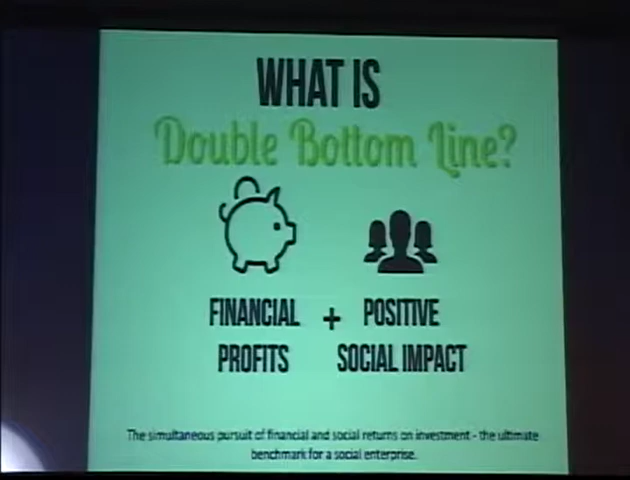 WHAT IS
Double Bottom Line?
FINANCIAL + POSITIVE
PROFITS SOCIAL IMPACT
The simultaneous pursuit of financial and social returns on investment - the ultimate
benchmark for a social enterprise.